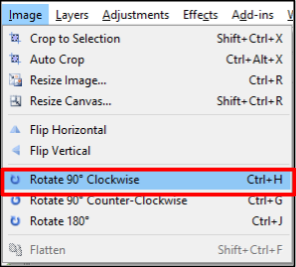 Image Layers Adjustments Effects Add-ins
Crop to Selection Shift+Ctrl+X
Auto Crop Ctrl+Alt+X
Resize Image... Ctrl+R
Resize Canvas... Shift+Ctrl+R
Flip Horizontal
Flip Vertical
Rotate 90° Clockwise Ctrl+H
Rotate 90° Counter-Clockwise Ctrl+G
Rotate 180° Ctrl+J
Flatten Shift+Ctrl+F